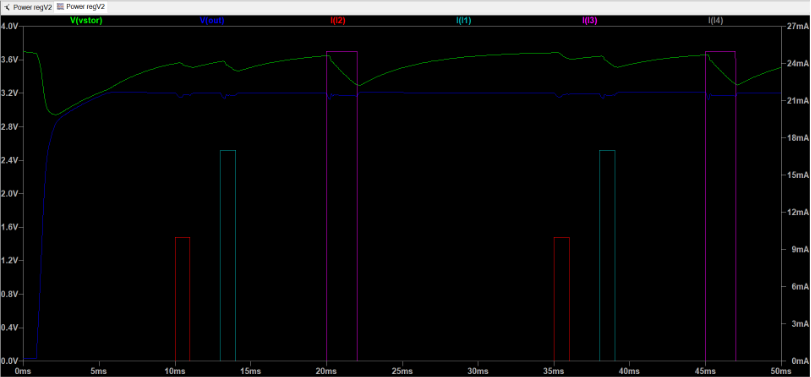 Power regV2 Power regV2
V(vstor) V(out) I(I2) I(I1) I(I3) I(I4)
4.0V 27mA
3.6V 24mA
3.2V 21mA
2.8V 18mA
2.4V 15mA
2.0V
1.6V 12mA
1.2V 9mA
0.8V 6mA
0.4V 3mA
0.0V 0mA
0ms 5ms 10ms 15ms 20ms 25ms 30ms 35ms 40ms 45ms 50ms